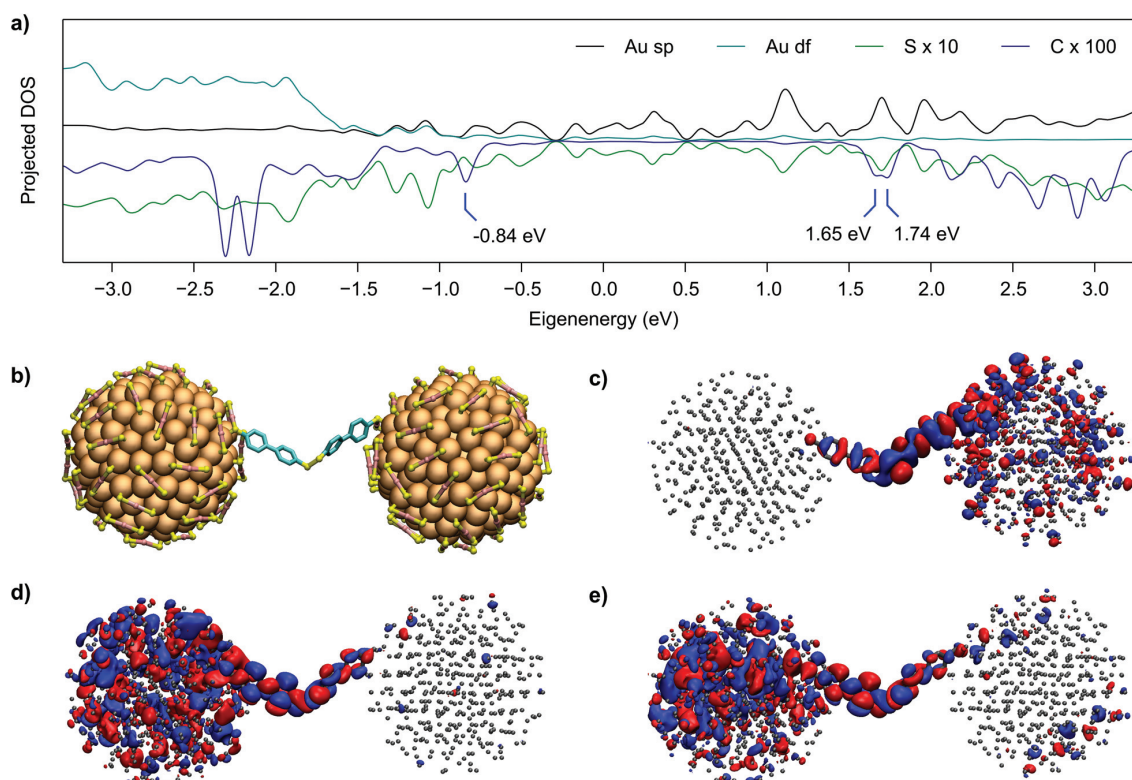 a)
Au sp Au df S x 10 C x 100
Projected DOS
-0.84 eV
1.65 eV 1.74 eV
−3.0 −2.5 −2.0 −1.5 −1.0 −0.5 0.0 0.5 1.0 1.5 2.0 2.5 3.0
Eigenenergy (eV)
b)
c)
d)
e)